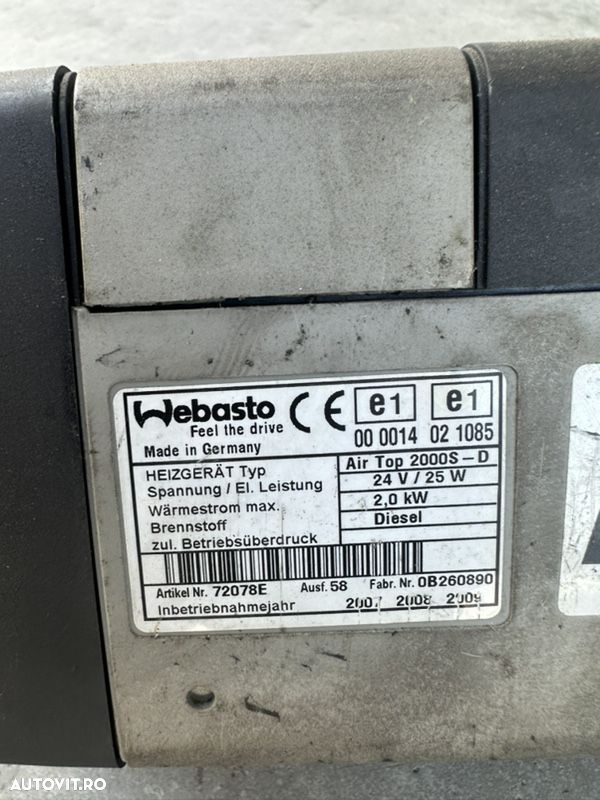 Webasto
Feel the drive
Made in Germany
CE
e1 e1
00 0014 02 1085
HEIZGERÄT Typ Air Top 2000S-D
Spannung / El. Leistung 24 V / 25 W
Wärmestrom max. 2,0 kW
Brennstoff Diesel
zul. Betriebsüberdruck
Artikel Nr. 72078E Ausf. 58 Fabr. Nr. 0B260890
Inbetriebnahmejahr 2007 2008 2009
AUTOVIT.RO